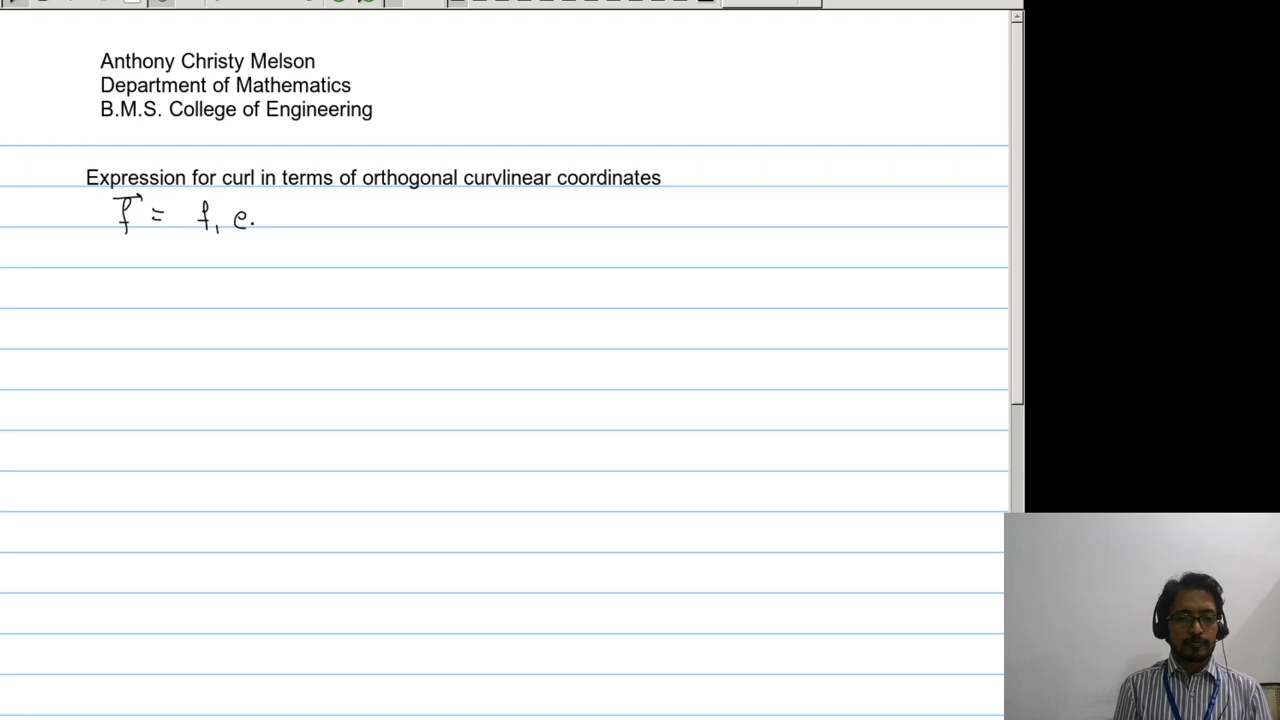 Anthony Christy Melson
Department of Mathematics
B.M.S. College of Engineering
Expression for curl in terms of orthogonal curvlinear coordinates
f⃗ = f₁ e